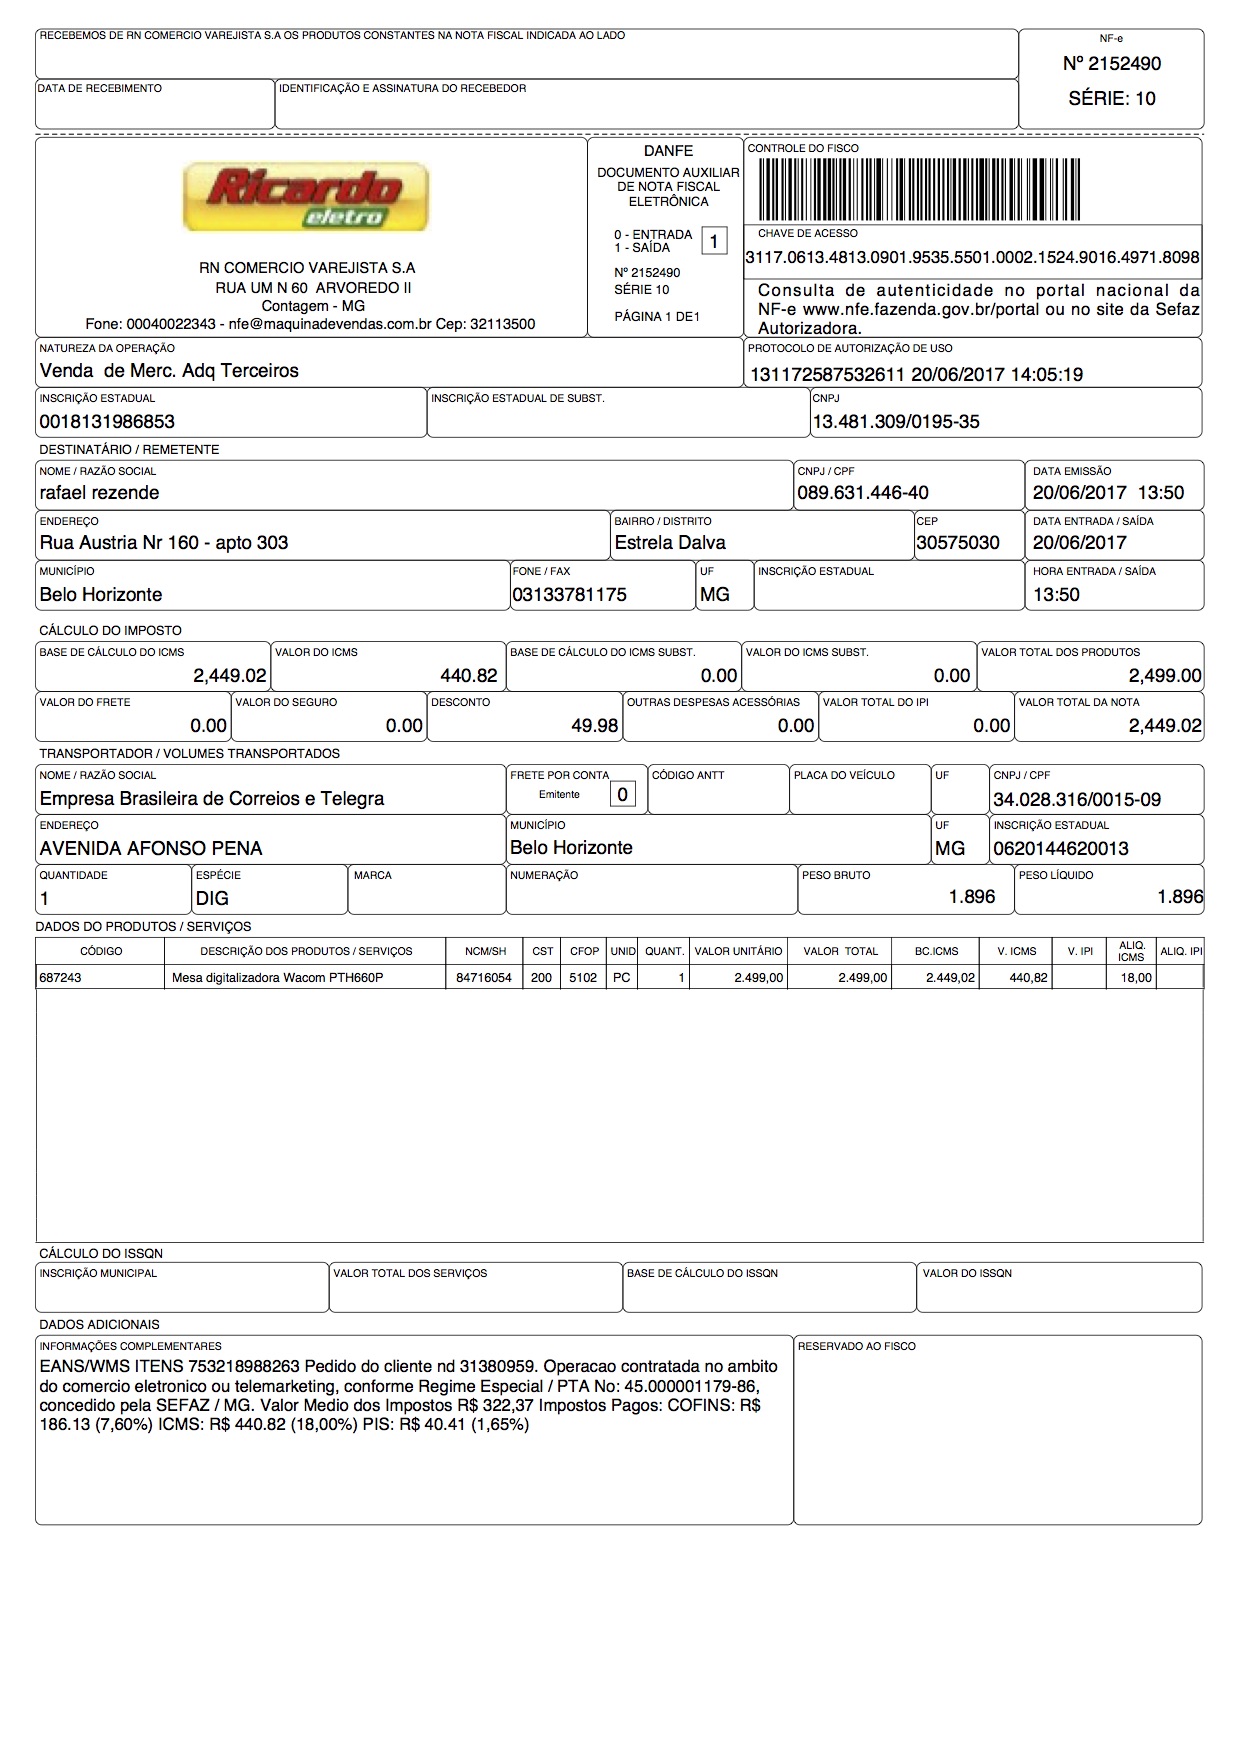 RECEBEMOS DE RN COMERCIO VAREJISTA S.A OS PRODUTOS CONSTANTES NA NOTA FISCAL INDICADA AO LADO
NF-e
Nº 2152490
SÉRIE: 10
DATA DE RECEBIMENTO
IDENTIFICAÇÃO E ASSINATURA DO RECEBEDOR
Ricardo
eletro
RN COMERCIO VAREJISTA S.A
RUA UM N 60 ARVOREDO II
Contagem - MG
Fone: 00040022343 - nfe@maquinadevendas.com.br Cep: 32113500
DANFE
DOCUMENTO AUXILIAR
DE NOTA FISCAL
ELETRÔNICA
0 - ENTRADA
1 - SAÍDA
1
Nº 2152490
SÉRIE 10
PÁGINA 1 DE1
CONTROLE DO FISCO
CHAVE DE ACESSO
3117.0613.4813.0901.9535.5501.0002.1524.9016.4971.8098
Consulta de autenticidade no portal nacional da
NF-e www.nfe.fazenda.gov.br/portal ou no site da Sefaz
Autorizadora.
NATUREZA DA OPERAÇÃO
Venda de Merc. Adq Terceiros
PROTOCOLO DE AUTORIZAÇÃO DE USO
131172587532611 20/06/2017 14:05:19
INSCRIÇÃO ESTADUAL
0018131986853
INSCRIÇÃO ESTADUAL DE SUBST.
CNPJ
13.481.309/0195-35
DESTINATÁRIO / REMETENTE
NOME / RAZÃO SOCIAL
rafael rezende
CNPJ / CPF
089.631.446-40
DATA EMISSÃO
20/06/2017 13:50
ENDEREÇO
Rua Austria Nr 160 - apto 303
BAIRRO / DISTRITO
Estrela Dalva
CEP
30575030
DATA ENTRADA / SAÍDA
20/06/2017
MUNICÍPIO
Belo Horizonte
FONE / FAX
03133781175
UF
MG
INSCRIÇÃO ESTADUAL
HORA ENTRADA / SAÍDA
13:50
CÁLCULO DO IMPOSTO
BASE DE CÁLCULO DO ICMS
2,449.02
VALOR DO ICMS
440.82
BASE DE CÁLCULO DO ICMS SUBST.
0.00
VALOR DO ICMS SUBST.
0.00
VALOR TOTAL DOS PRODUTOS
2,499.00
VALOR DO FRETE
0.00
VALOR DO SEGURO
0.00
DESCONTO
49.98
OUTRAS DESPESAS ACESSÓRIAS
0.00
VALOR TOTAL DO IPI
0.00
VALOR TOTAL DA NOTA
2,449.02
TRANSPORTADOR / VOLUMES TRANSPORTADOS
NOME / RAZÃO SOCIAL
Empresa Brasileira de Correios e Telegra
FRETE POR CONTA
Emitente
0
CÓDIGO ANTT
PLACA DO VEÍCULO
UF
CNPJ / CPF
34.028.316/0015-09
ENDEREÇO
AVENIDA AFONSO PENA
MUNICÍPIO
Belo Horizonte
UF
MG
INSCRIÇÃO ESTADUAL
0620144620013
QUANTIDADE
1
ESPÉCIE
DIG
MARCA
NUMERAÇÃO
PESO BRUTO
1.896
PESO LÍQUIDO
1.896
DADOS DO PRODUTOS / SERVIÇOS
CÓDIGO DESCRIÇÃO DOS PRODUTOS / SERVIÇOS NCM/SH CST CFOP UNID QUANT. VALOR UNITÁRIO VALOR TOTAL BC.ICMS V. ICMS V. IPI ALIQ. ICMS ALIQ. IPI
687243 Mesa digitalizadora Wacom PTH660P 84716054 200 5102 PC 1 2.499,00 2.499,00 2.449,02 440,82 18,00
CÁLCULO DO ISSQN
INSCRIÇÃO MUNICIPAL
VALOR TOTAL DOS SERVIÇOS
BASE DE CÁLCULO DO ISSQN
VALOR DO ISSQN
DADOS ADICIONAIS
INFORMAÇÕES COMPLEMENTARES
EANS/WMS ITENS 753218988263 Pedido do cliente nd 31380959. Operacao contratada no ambito
do comercio eletronico ou telemarketing, conforme Regime Especial / PTA No: 45.000001179-86,
concedido pela SEFAZ / MG. Valor Medio dos Impostos R$ 322,37 Impostos Pagos: COFINS: R$
186.13 (7,60%) ICMS: R$ 440.82 (18,00%) PIS: R$ 40.41 (1,65%)
RESERVADO AO FISCO